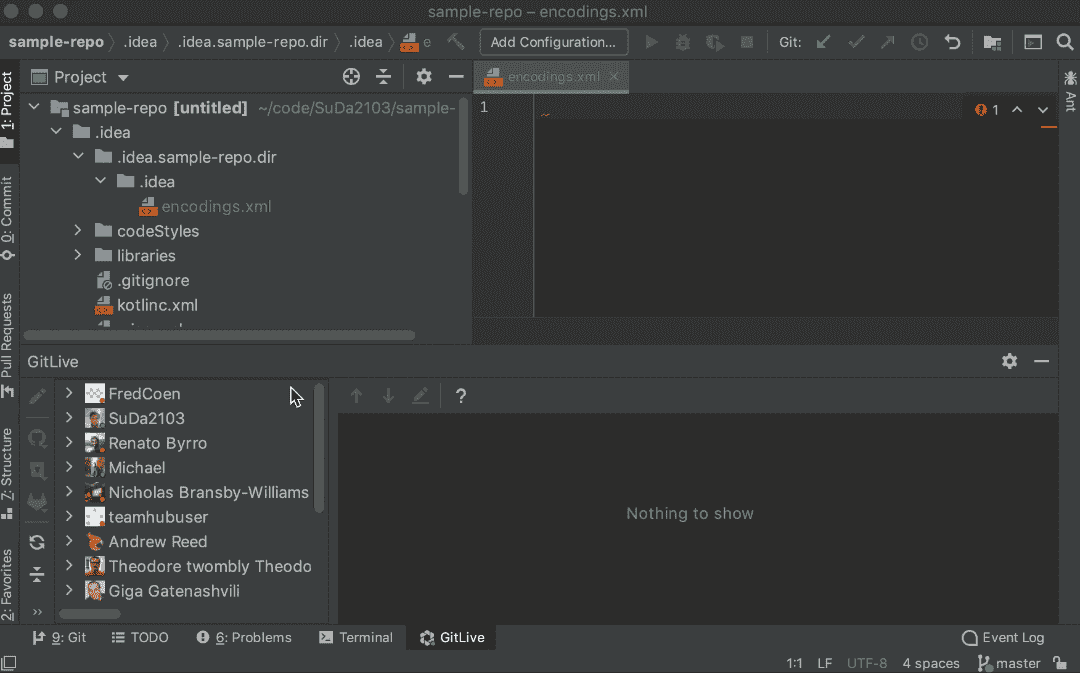 sample-repo – encodings.xml
sample-repo .idea .idea.sample-repo.dir .idea e Add Configuration... Git:
1: Project
0: Commit
Pull Requests
7: Structure
2: Favorites
Project
sample-repo [untitled] ~/code/SuDa2103/sample-
.idea
.idea.sample-repo.dir
.idea
encodings.xml
codeStyles
libraries
.gitignore
kotlinc.xml
encodings.xml
1
1
Ant
GitLive
FredCoen
SuDa2103
Renato Byrro
Michael
Nicholas Bransby-Williams
teamhubuser
Andrew Reed
Theodore twombly Theodo
Giga Gatenashvili
?
Nothing to show
9: Git TODO 6: Problems Terminal GitLive Event Log
1:1 LF UTF-8 4 spaces master